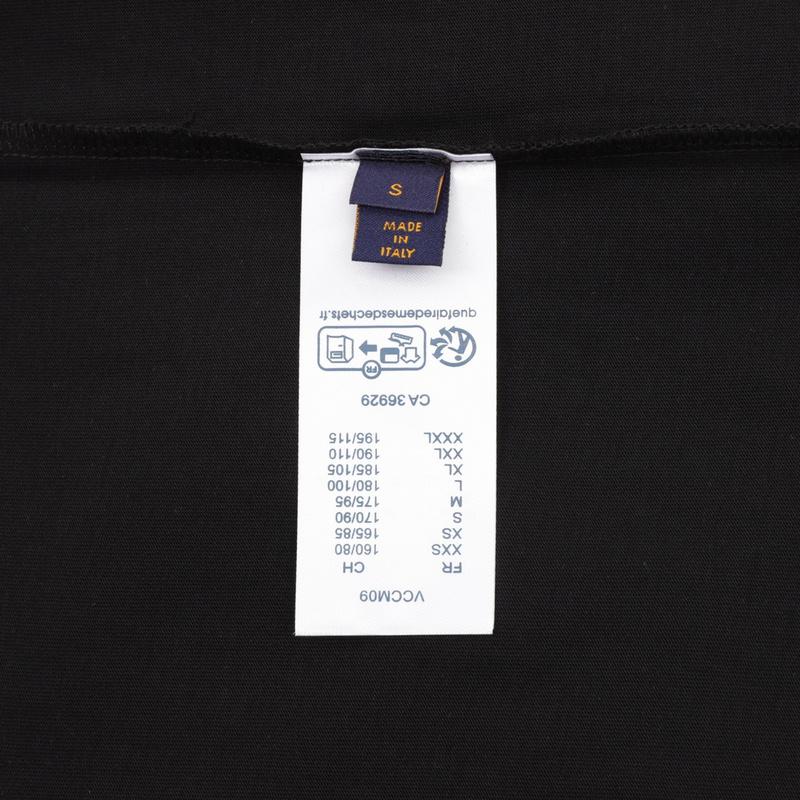 S
MADE
IN
ITALY
VCCM09
FR CH
XXS 160/80
XS 165/85
S 170/90
M 175/95
L 180/100
XL 185/105
XXL 190/110
XXXL 195/115
CA 36929
FR
quefairedemesdechets.fr